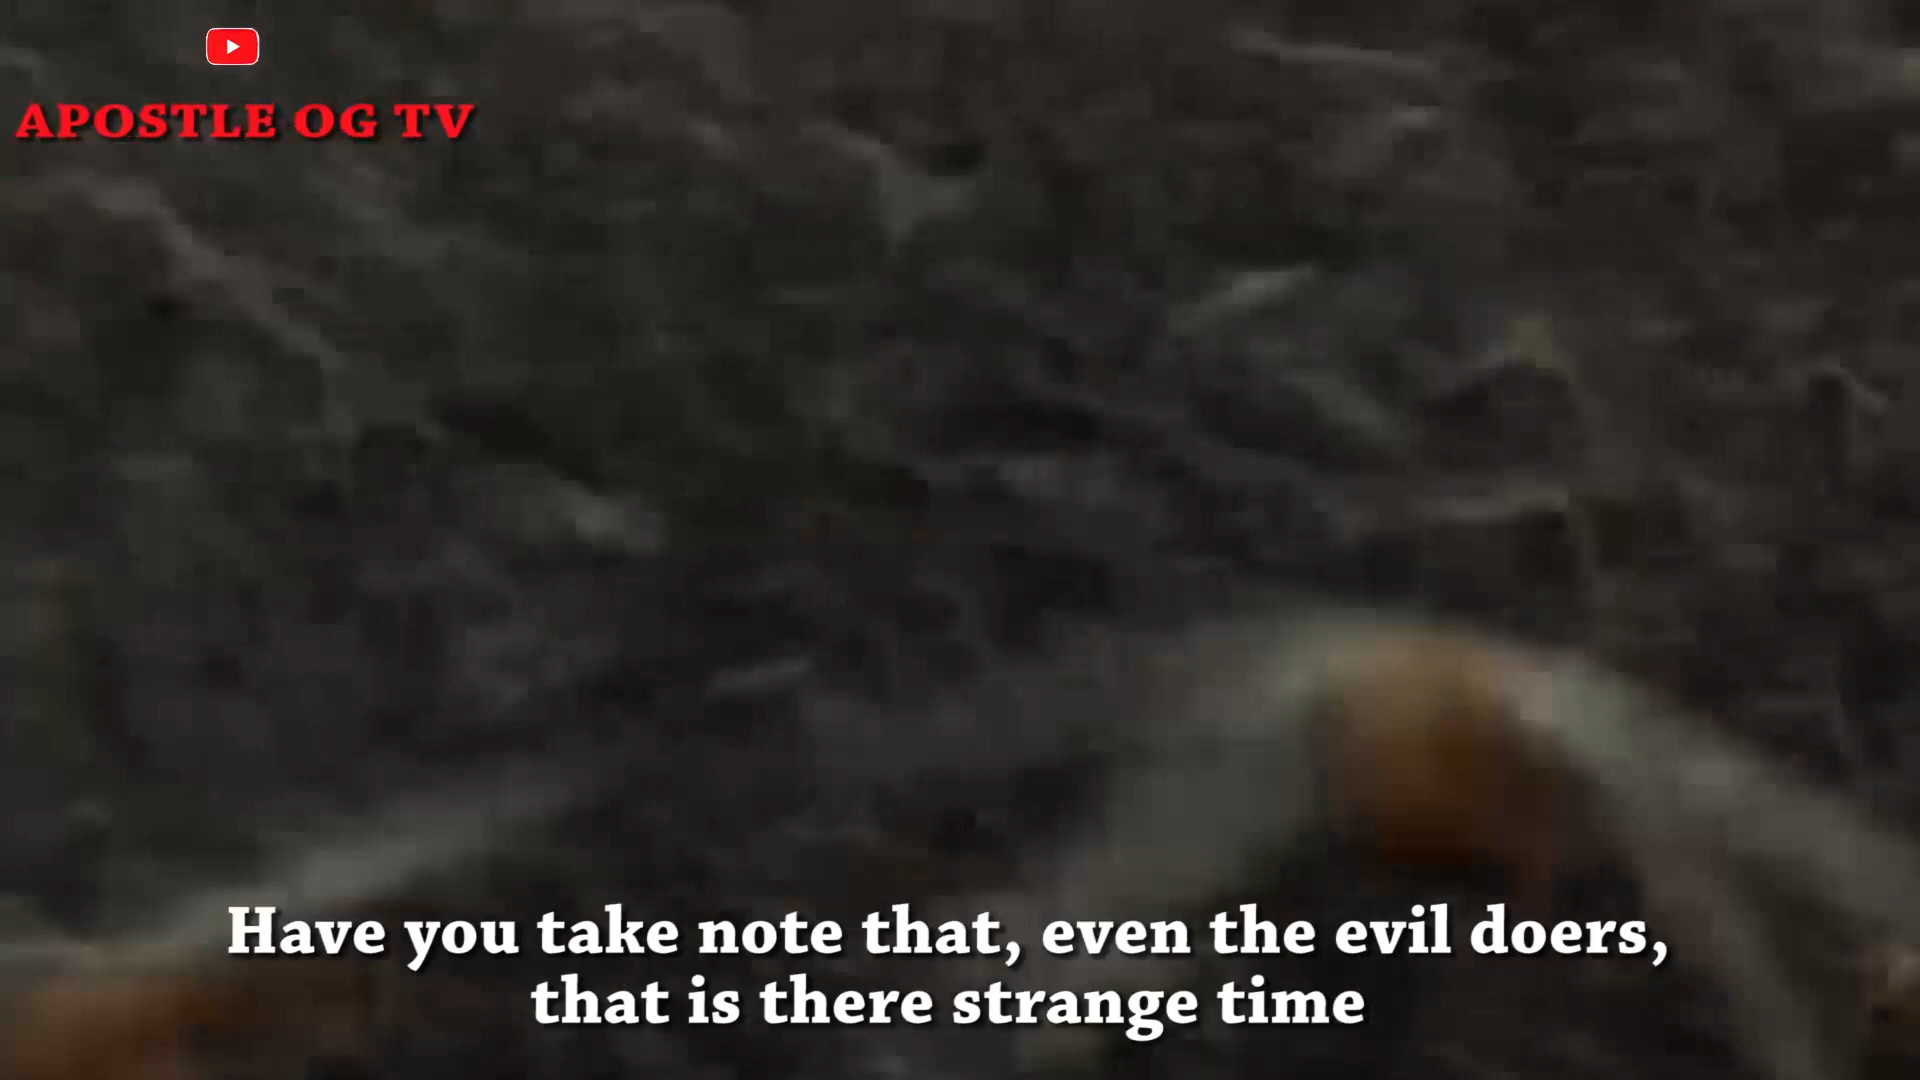 APOSTLE OG TV
Have you take note that, even the evil doers,
that is there strange time